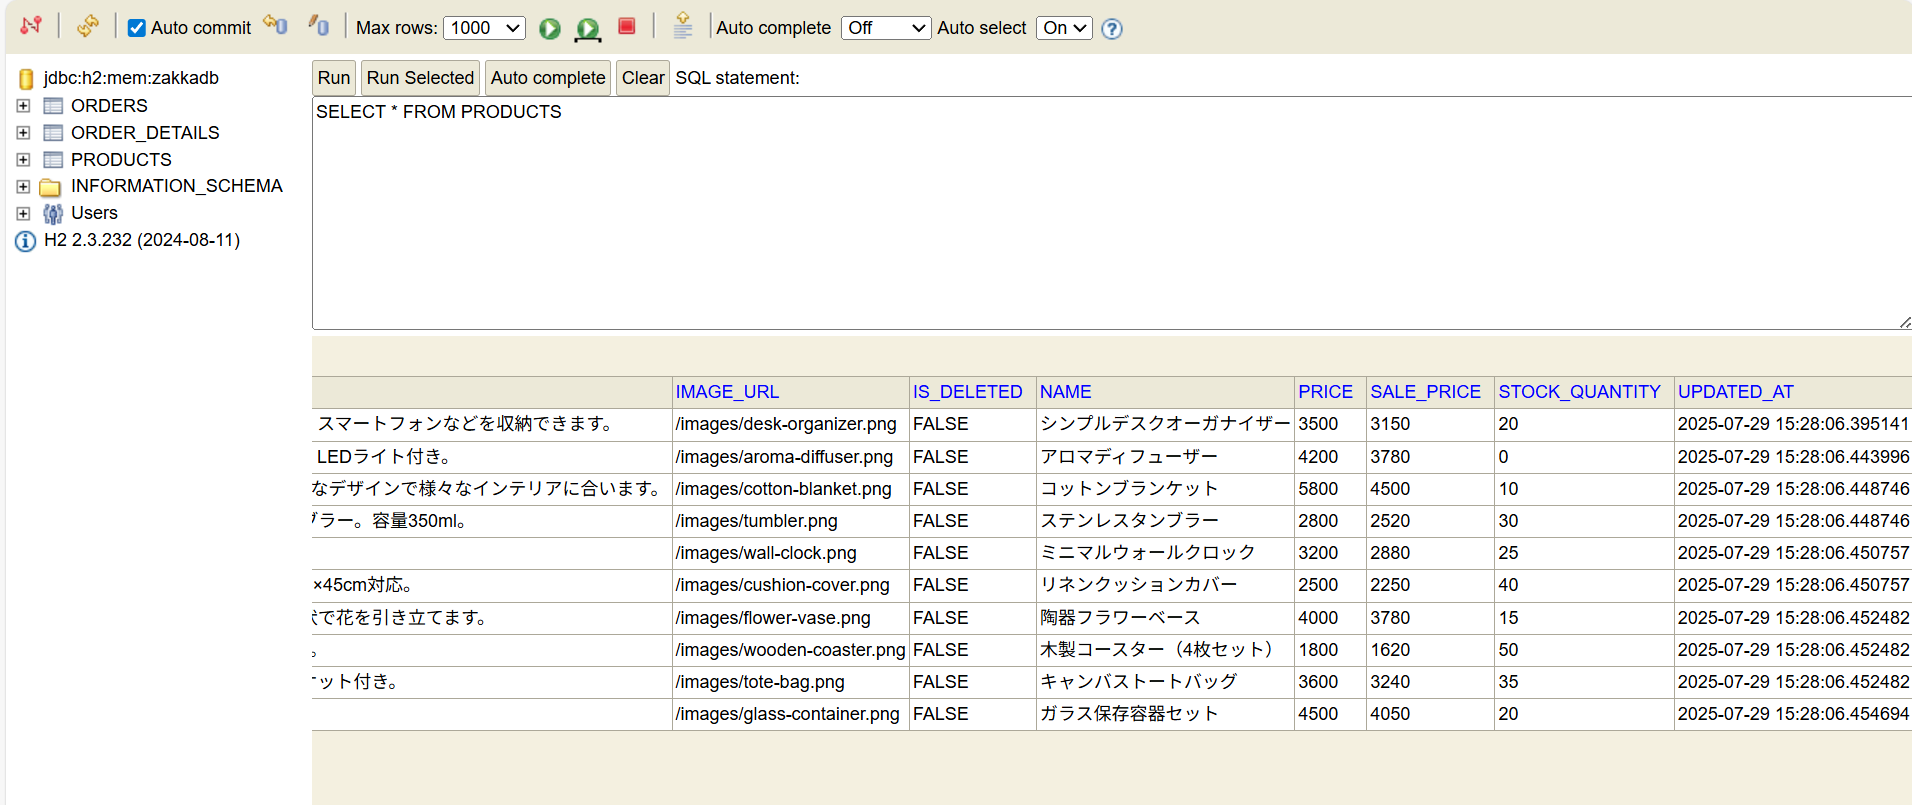 Auto commit Max rows: 1000 Auto complete Off Auto select On
jdbc:h2:mem:zakkadb
ORDERS
ORDER_DETAILS
PRODUCTS
INFORMATION_SCHEMA
Users
H2 2.3.232 (2024-08-11)
Run Run Selected Auto complete Clear SQL statement:
SELECT * FROM PRODUCTS
IMAGE_URL IS_DELETED NAME PRICE SALE_PRICE STOCK_QUANTITY UPDATED_AT
スマートフォンなどを収納できます。 /images/desk-organizer.png FALSE シンプルデスクオーガナイザー 3500 3150 20 2025-07-29 15:28:06.395141
LEDライト付き。 /images/aroma-diffuser.png FALSE アロマディフューザー 4200 3780 0 2025-07-29 15:28:06.443996
なデザインで様々なインテリアに合います。 /images/cotton-blanket.png FALSE コットンブランケット 5800 4500 10 2025-07-29 15:28:06.448746
ブラー。容量350ml。 /images/tumbler.png FALSE ステンレスタンブラー 2800 2520 30 2025-07-29 15:28:06.448746
/images/wall-clock.png FALSE ミニマルウォールクロック 3200 2880 25 2025-07-29 15:28:06.450757
×45cm対応。 /images/cushion-cover.png FALSE リネンクッションカバー 2500 2250 40 2025-07-29 15:28:06.450757
で花を引き立てます。 /images/flower-vase.png FALSE 陶器フラワーベース 4000 3780 15 2025-07-29 15:28:06.452482
。 /images/wooden-coaster.png FALSE 木製コースター（4枚セット） 1800 1620 50 2025-07-29 15:28:06.452482
ット付き。 /images/tote-bag.png FALSE キャンバストートバッグ 3600 3240 35 2025-07-29 15:28:06.452482
/images/glass-container.png FALSE ガラス保存容器セット 4500 4050 20 2025-07-29 15:28:06.454694